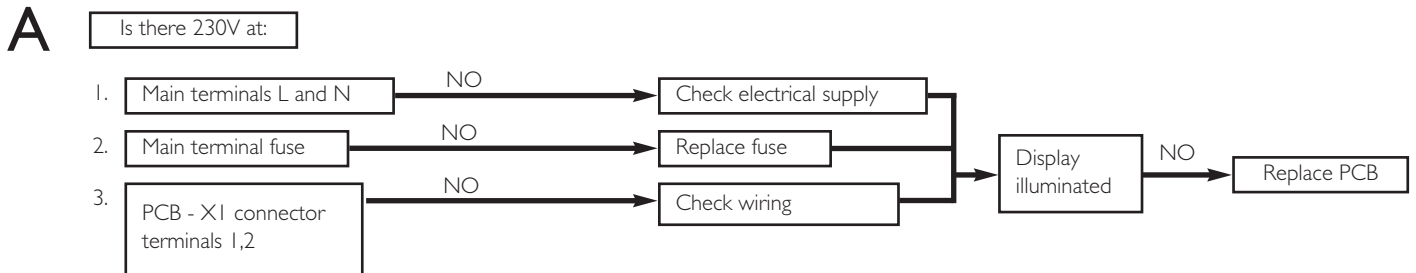 A
Is there 230V at:
1. Main terminals L and N
NO
Check electrical supply
2. Main terminal fuse
NO
Replace fuse
3. PCB - X1 connector
terminals 1,2
NO
Check wiring
Display
illuminated
NO
Replace PCB